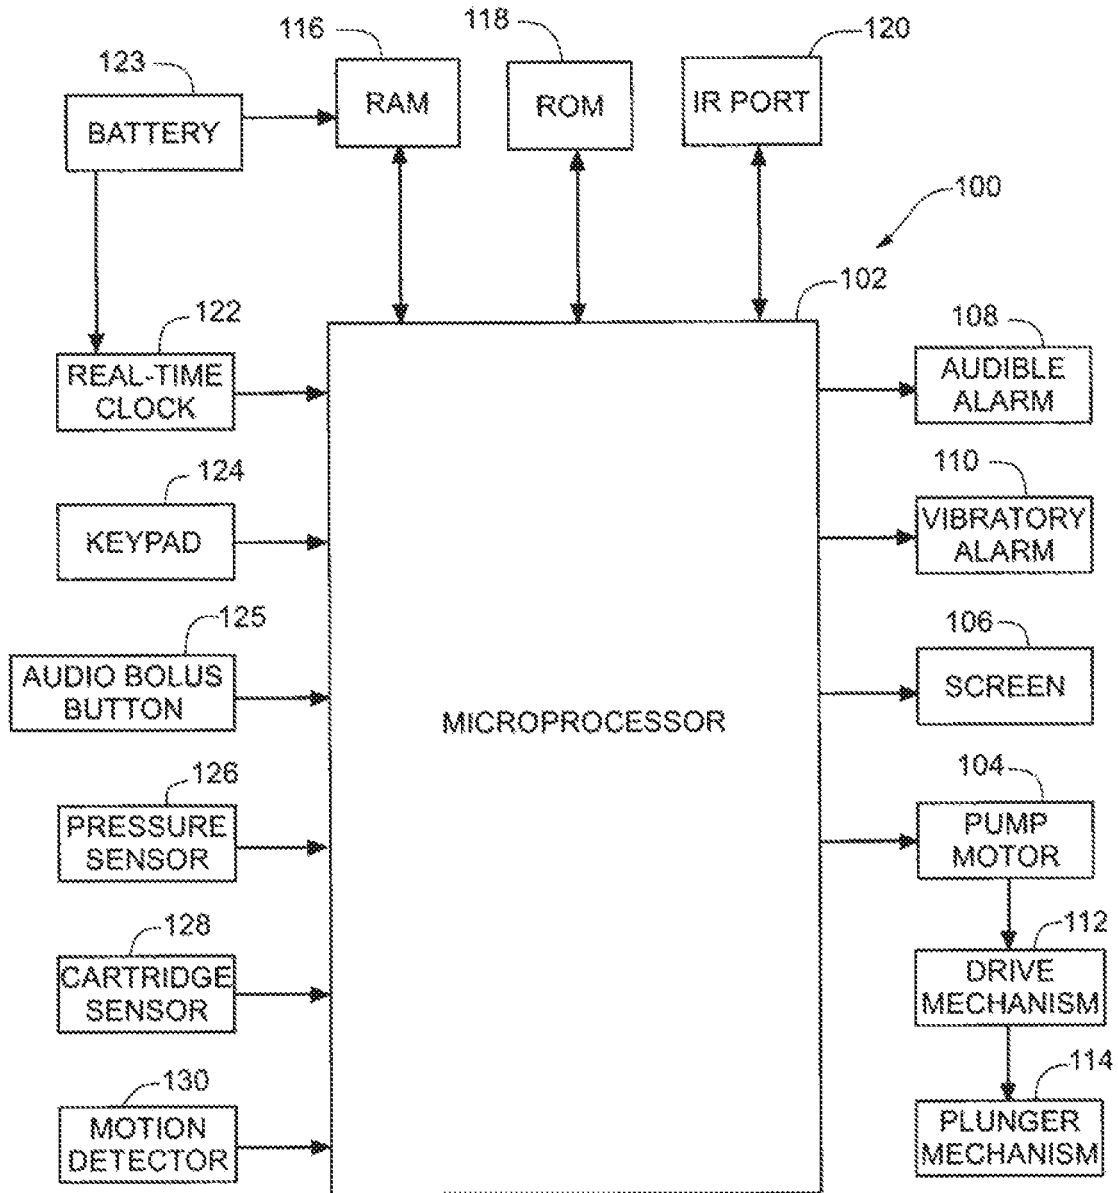 116
118
120
123
RAM
ROM
IR PORT
BATTERY
100
102
122
108
REAL-TIME
CLOCK
AUDIBLE
ALARM
124
110
KEYPAD
VIBRATORY
ALARM
125
106
AUDIO BOLUS
BUTTON
SCREEN
MICROPROCESSOR
126
104
PRESSURE
SENSOR
PUMP
MOTOR
128
112
CARTRIDGE
SENSOR
DRIVE
MECHANISM
130
114
MOTION
DETECTOR
PLUNGER
MECHANISM